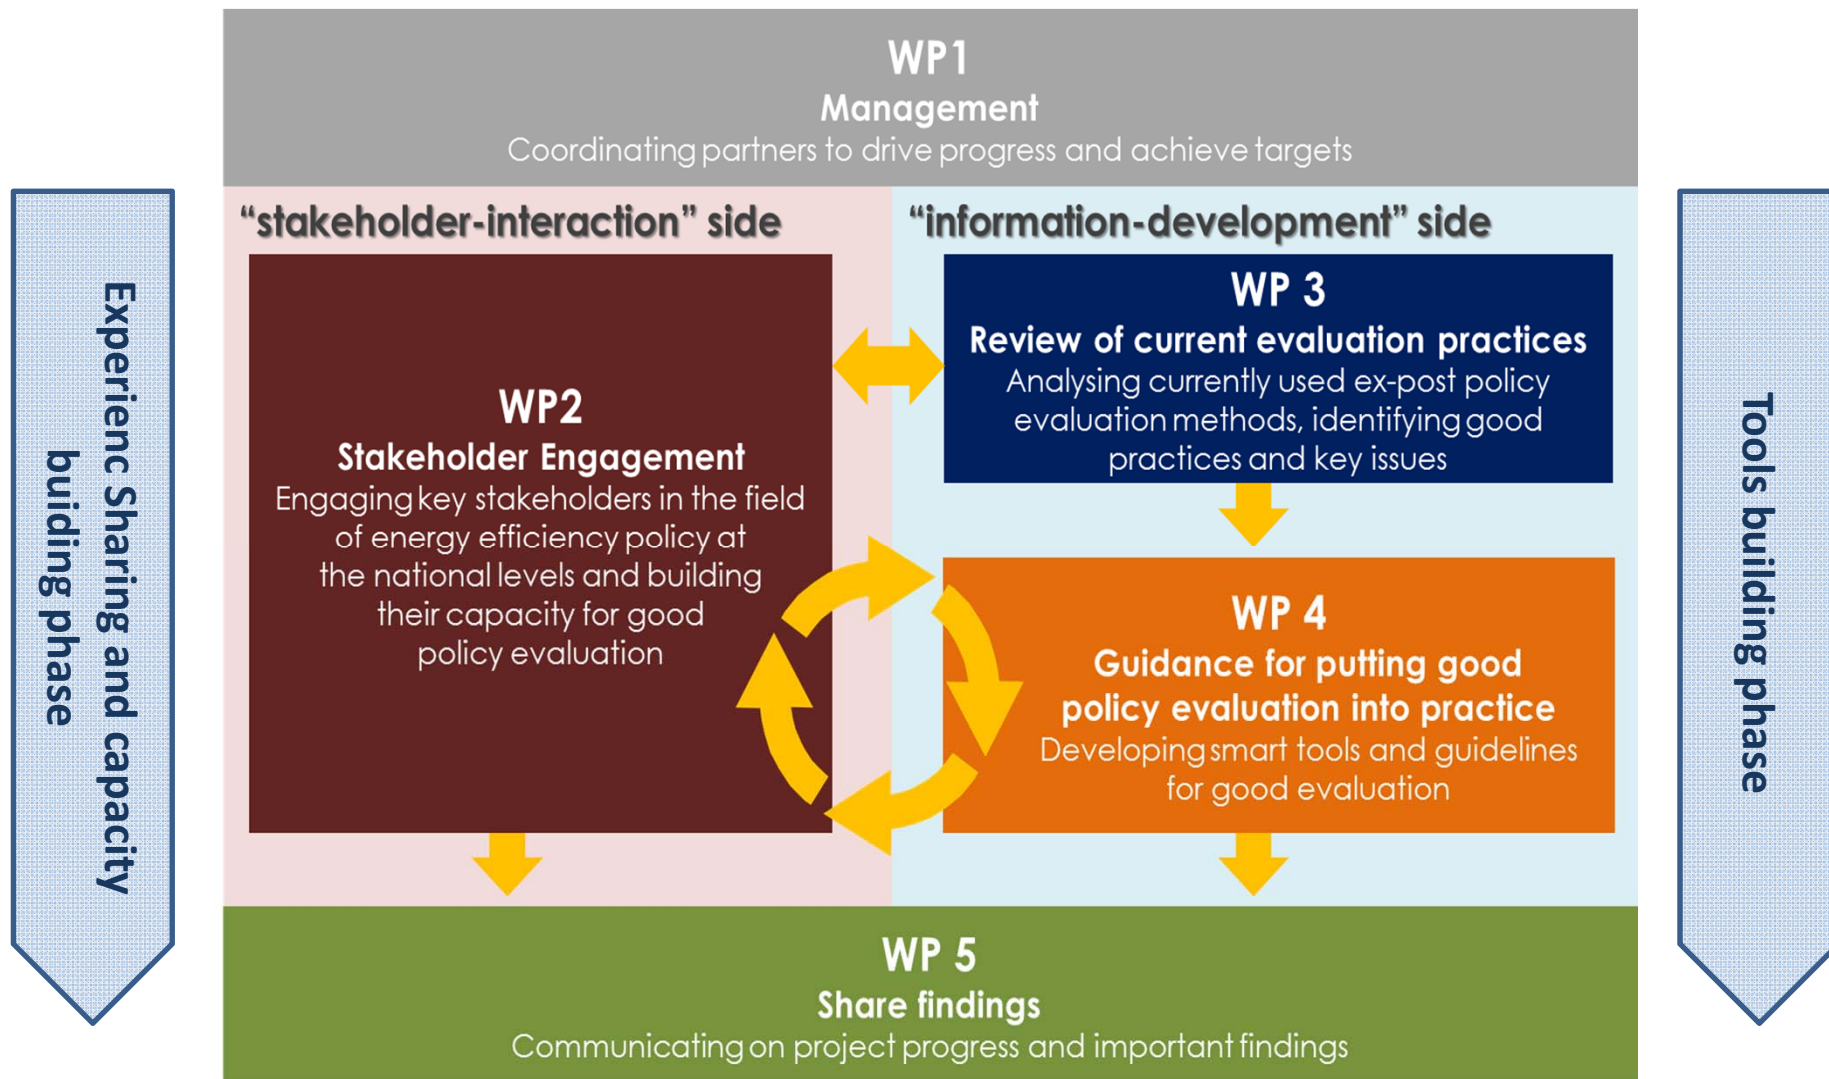 WP1
Management
Coordinating partners to drive progress and achieve targets
Experienc Sharing and capacity
buiding phase
“stakeholder-interaction” side
WP2
Stakeholder Engagement
Engaging key stakeholders in the field
of energy efficiency policy at
the national levels and building
their capacity for good
policy evaluation
“information-development” side
WP 3
Review of current evaluation practices
Analysing currently used ex-post policy
evaluation methods, identifying good
practices and key issues
WP 4
Guidance for putting good
policy evaluation into practice
Developing smart tools and guidelines
for good evaluation
Tools building phase
WP 5
Share findings
Communicating on project progress and important findings